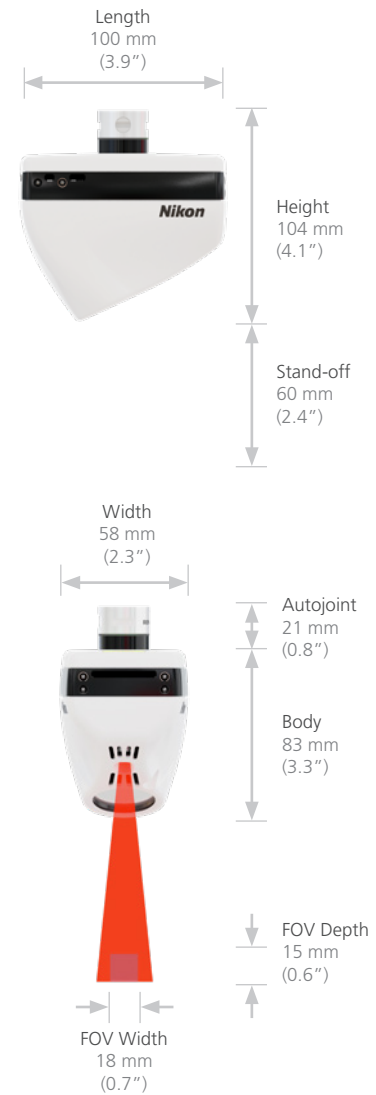 Length
100 mm
(3.9”)
Nikon
Height
104 mm
(4.1”)
Stand-off
60 mm
(2.4”)
Width
58 mm
(2.3”)
Autojoint
21 mm
(0.8”)
Body
83 mm
(3.3”)
FOV Depth
15 mm
(0.6”)
FOV Width
18 mm
(0.7”)